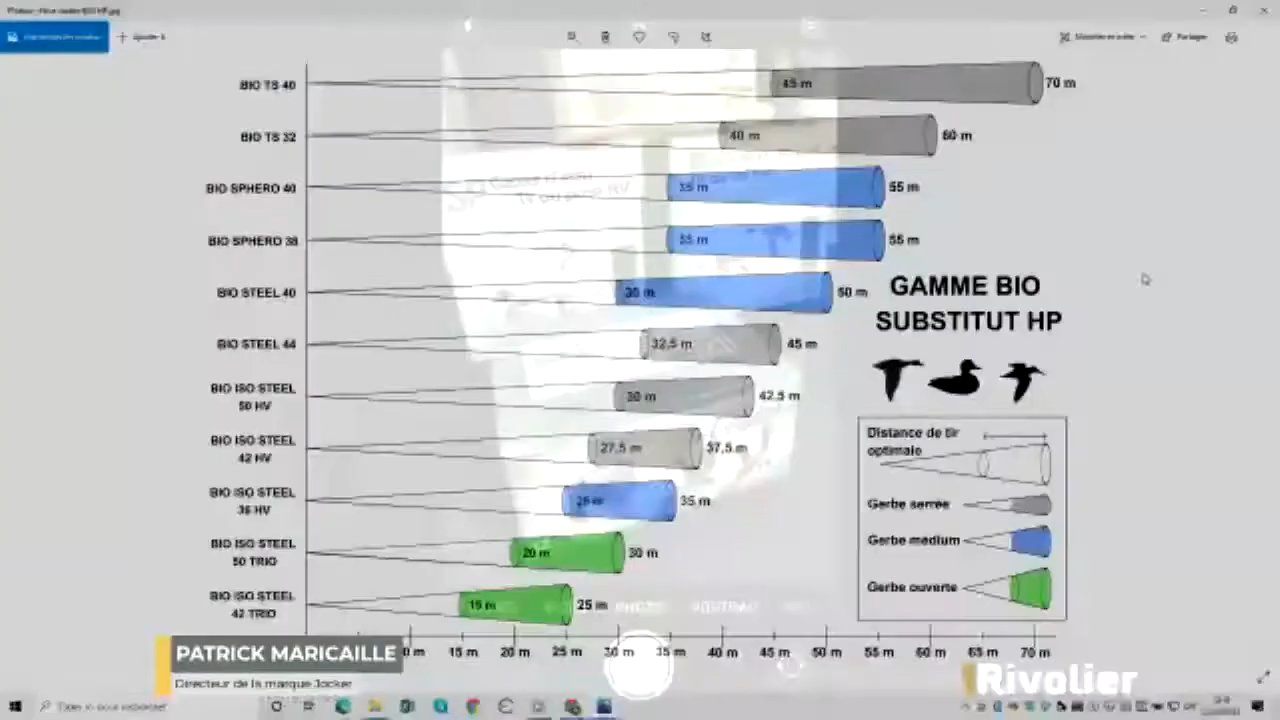 BIO TS 40
45 m
70 m
BIO TS 32
40 m
60 m
BIO SPHERO 40
35 m
55 m
BIO SPHERO 38
35 m
55 m
BIO STEEL 40
30 m
50 m
GAMME BIO
SUBSTITUT HP
BIO STEEL 44
32,5 m
45 m
BIO ISO STEEL
50 HV
30 m
42.5 m
BIO ISO STEEL
42 HV
27,5 m
37,5 m
BIO ISO STEEL
36 HV
25 m
35 m
BIO ISO STEEL
50 TRIO
20 m
30 m
BIO ISO STEEL
42 TRIO
15 m
25 m
Distance de tir
optimale
Gerbe serrée
Gerbe medium
Gerbe ouverte
0 m 15 m 20 m 25 m 30 m 35 m 40 m 45 m 50 m 55 m 60 m 65 m 70 m
PATRICK MARICAILLE
Directeur de la marque Jocker
Rivolier
Partager